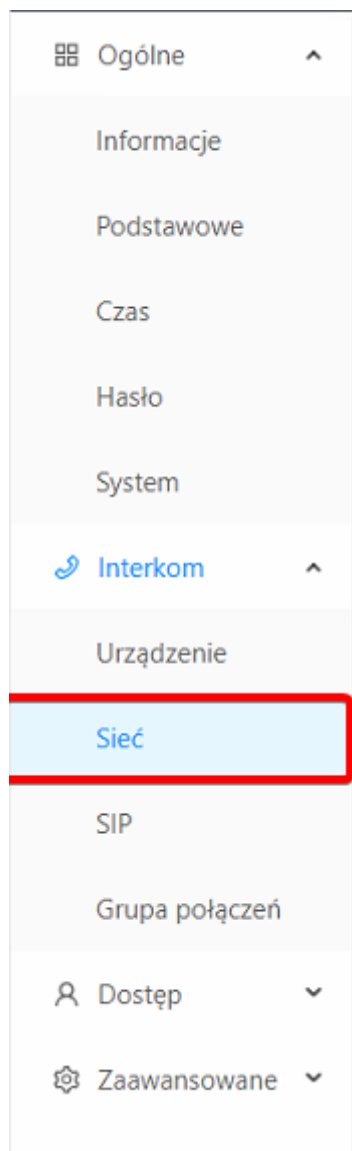 Ogólne
Informacje
Podstawowe
Czas
Hasło
System
Interkom
Urządzenie
Sieć
SIP
Grupa połączeń
Dostęp
Zaawansowane